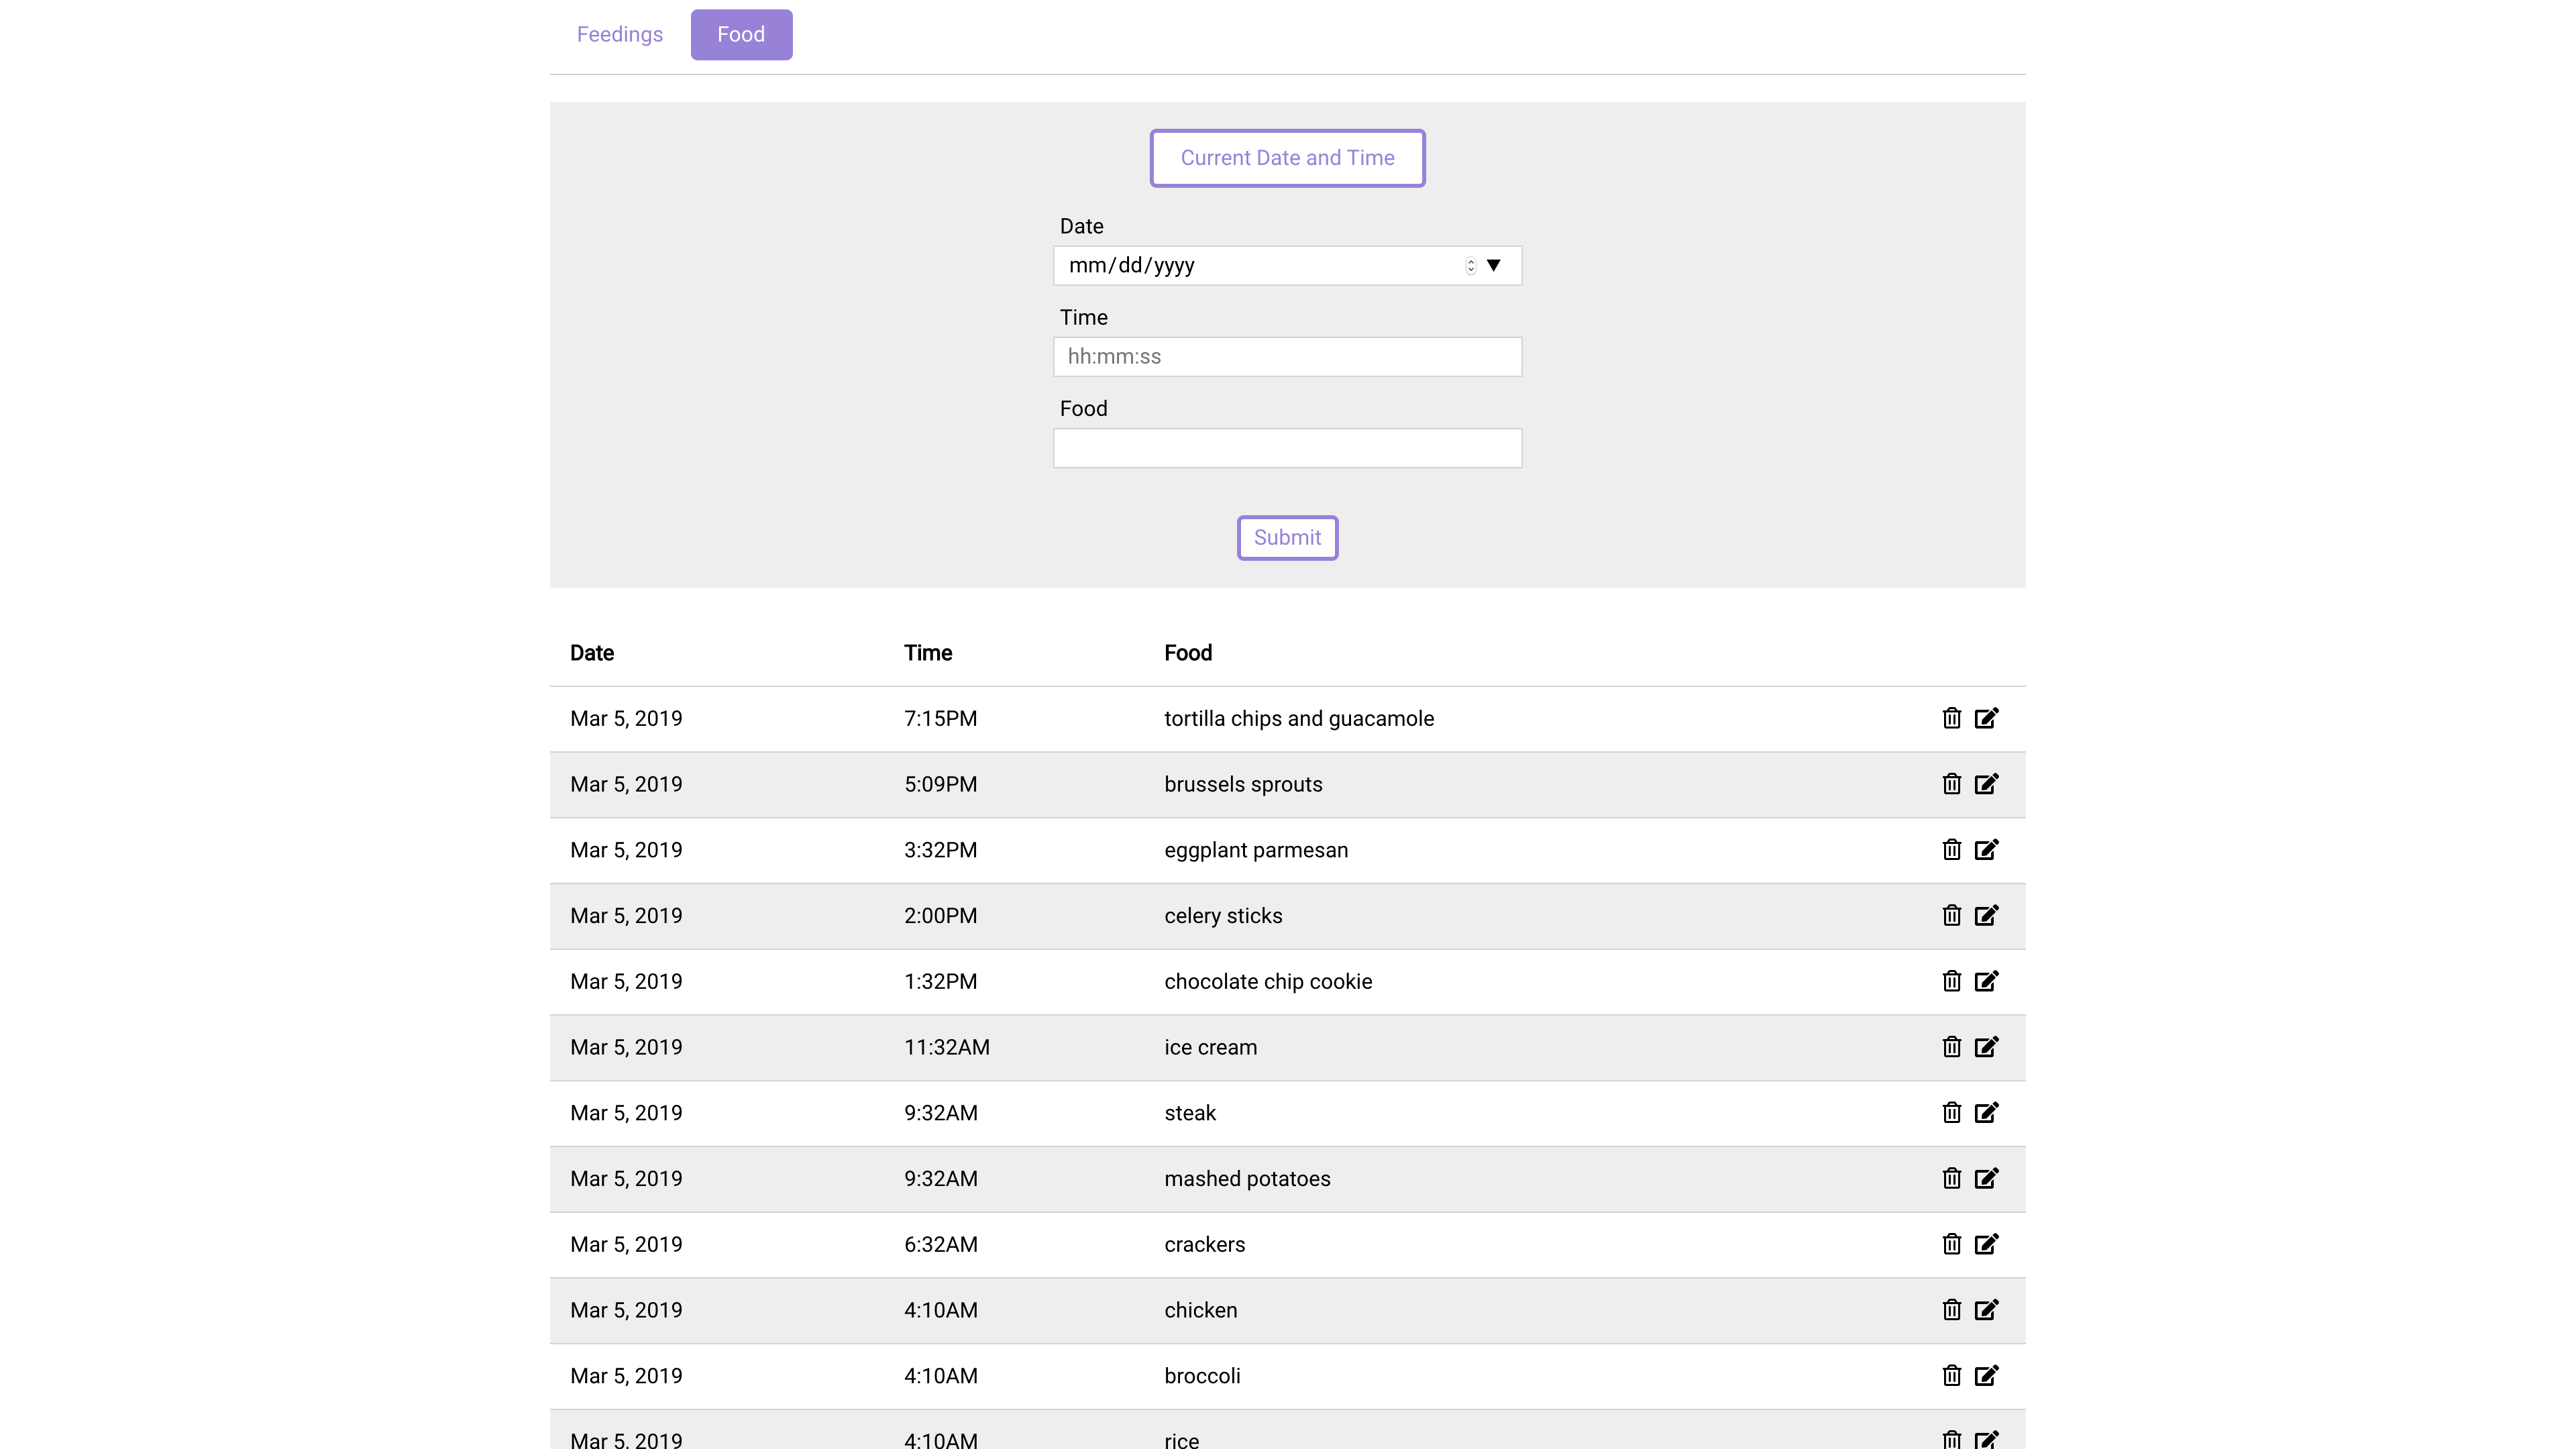 Feedings Food
Current Date and Time
Date
mm/dd/yyyy
Time
hh:mm:ss
Food
Submit
Date Time Food
Mar 5, 2019 7:15PM tortilla chips and guacamole
Mar 5, 2019 5:09PM brussels sprouts
Mar 5, 2019 3:32PM eggplant parmesan
Mar 5, 2019 2:00PM celery sticks
Mar 5, 2019 1:32PM chocolate chip cookie
Mar 5, 2019 11:32AM ice cream
Mar 5, 2019 9:32AM steak
Mar 5, 2019 9:32AM mashed potatoes
Mar 5, 2019 6:32AM crackers
Mar 5, 2019 4:10AM chicken
Mar 5, 2019 4:10AM broccoli
Mar 5, 2019 4:10AM rice